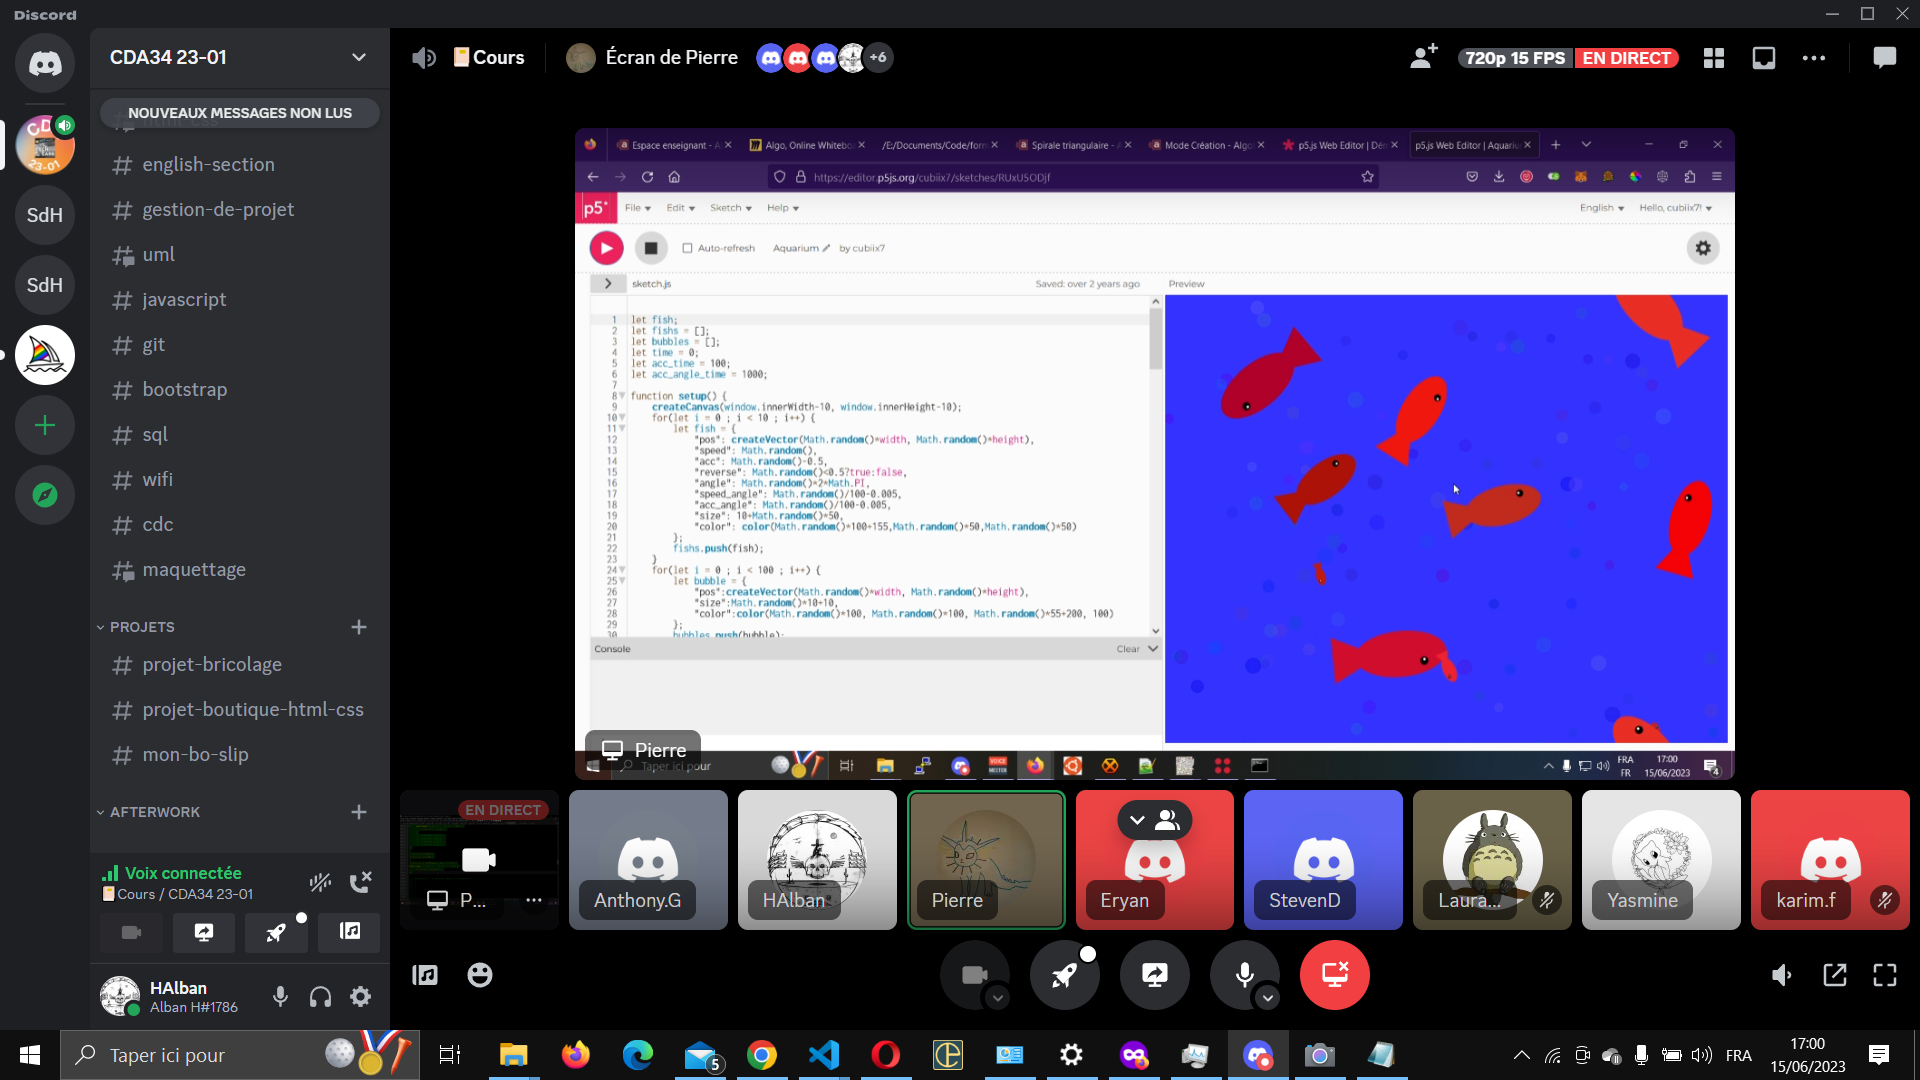 Discord
CDA34 23-01
NOUVEAUX MESSAGES NON LUS
english-section
gestion-de-projet
uml
javascript
git
bootstrap
sql
wifi
cdc
maquettage
PROJETS
projet-bricolage
projet-boutique-html-css
mon-bo-slip
AFTERWORK
SdH
SdH
Voix connectée
Cours / CDA34 23-01
HAlban
Alban H#1786
Cours
Écran de Pierre
+6
720p 15 FPS
EN DIRECT
Espace enseignant - A
Algo, Online Whiteboa
/E:/Documents/Code/form
Spirale triangulaire - A
Mode Création - Algo
p5.js Web Editor | Dé
p5.js Web Editor | Aquariu
https://editor.p5js.org/cubiix7/sketches/RUxU5ODjf
p5*
File
Edit
Sketch
Help
English
Hello, cubiix7!
Auto-refresh
Aquarium
by cubiix7
sketch.js
Saved: over 2 years ago
Preview
1 let fish;
2 let fishs = [];
3 let bubbles = [];
4 let time = 0;
5 let acc_time = 100;
6 let acc_angle_time = 1000;
7
8 function setup() {
9 createCanvas(window.innerWidth-10, window.innerHeight-10);
10 for(let i = 0 ; i < 10 ; i++) {
11 let fish = {
12 "pos": createVector(Math.random()*width, Math.random()*height),
13 "speed": Math.random(),
14 "acc": Math.random()-0.5,
15 "reverse": Math.random()<0.5?true:false,
16 "angle": Math.random()*2*Math.PI,
17 "speed_angle": Math.random()/100-0.005,
18 "acc_angle": Math.random()/100-0.005,
19 "size": 10+Math.random()*50,
20 "color": color(Math.random()*100+155,Math.random()*50,Math.random()*50)
21 };
22 fishs.push(fish);
23 }
24 for(let i = 0 ; i < 100 ; i++) {
25 let bubble = {
26 "pos":createVector(Math.random()*width, Math.random()*height),
27 "size":Math.random()*10+10,
28 "color":color(Math.random()*100, Math.random()*100, Math.random()*55+200, 100)
29 };
30 bubbles.push(bubble);
Console
Clear
Pierre
Taper ici pour
FRA
FR
17:00
15/06/2023
4
EN DIRECT
P...
Anthony.G
HAlban
Pierre
Eryan
StevenD
Laura...
Yasmine
karim.f
Taper ici pour
5
FRA
17:00
15/06/2023